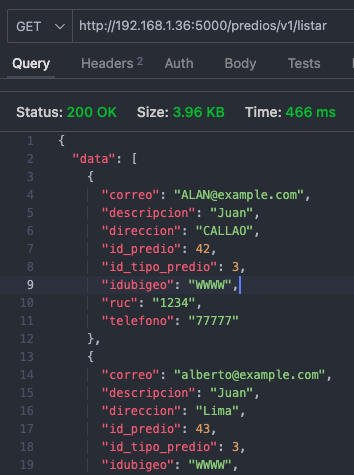 GET http://192.168.1.36:5000/predios/v1/listar
Query Headers 2 Auth Body Tests
Status: 200 OK Size: 3.96 KB Time: 466 ms
1 {
2 "data": [
3 {
4 "correo": "ALAN@example.com",
5 "descripcion": "Juan",
6 "direccion": "CALLAO",
7 "id_predio": 42,
8 "id_tipo_predio": 3,
9 "idubigeo": "WWWW",
10 "ruc": "1234",
11 "telefono": "77777"
12 },
13 {
14 "correo": "alberto@example.com",
15 "descripcion": "Juan",
16 "direccion": "Lima",
17 "id_predio": 43,
18 "id_tipo_predio": 3,
19 "idubigeo": "WWWW",